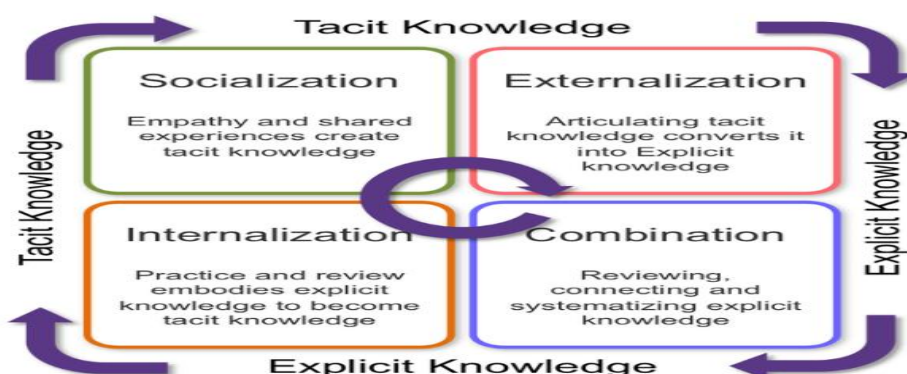 Tacit Knowledge
Socialization
Empathy and shared
experiences create
tacit knowledge
Externalization
Articulating tacit
knowledge converts it
into Explicit
knowledge
Tacit Knowledge
Explicit Knowledge
Internalization
Practice and review
embodies explicit
knowledge to become
tacit knowledge
Combination
Reviewing,
connecting and
systematizing explicit
knowledge
Explicit Knowledge